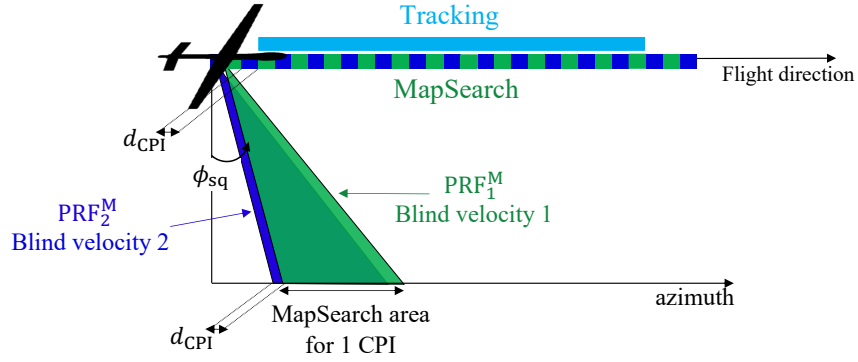 Tracking
Flight direction
MapSearch
d_CPI
ϕ_sq
PRF_1^M
Blind velocity 1
PRF_2^M
Blind velocity 2
azimuth
MapSearch area
for 1 CPI
d_CPI